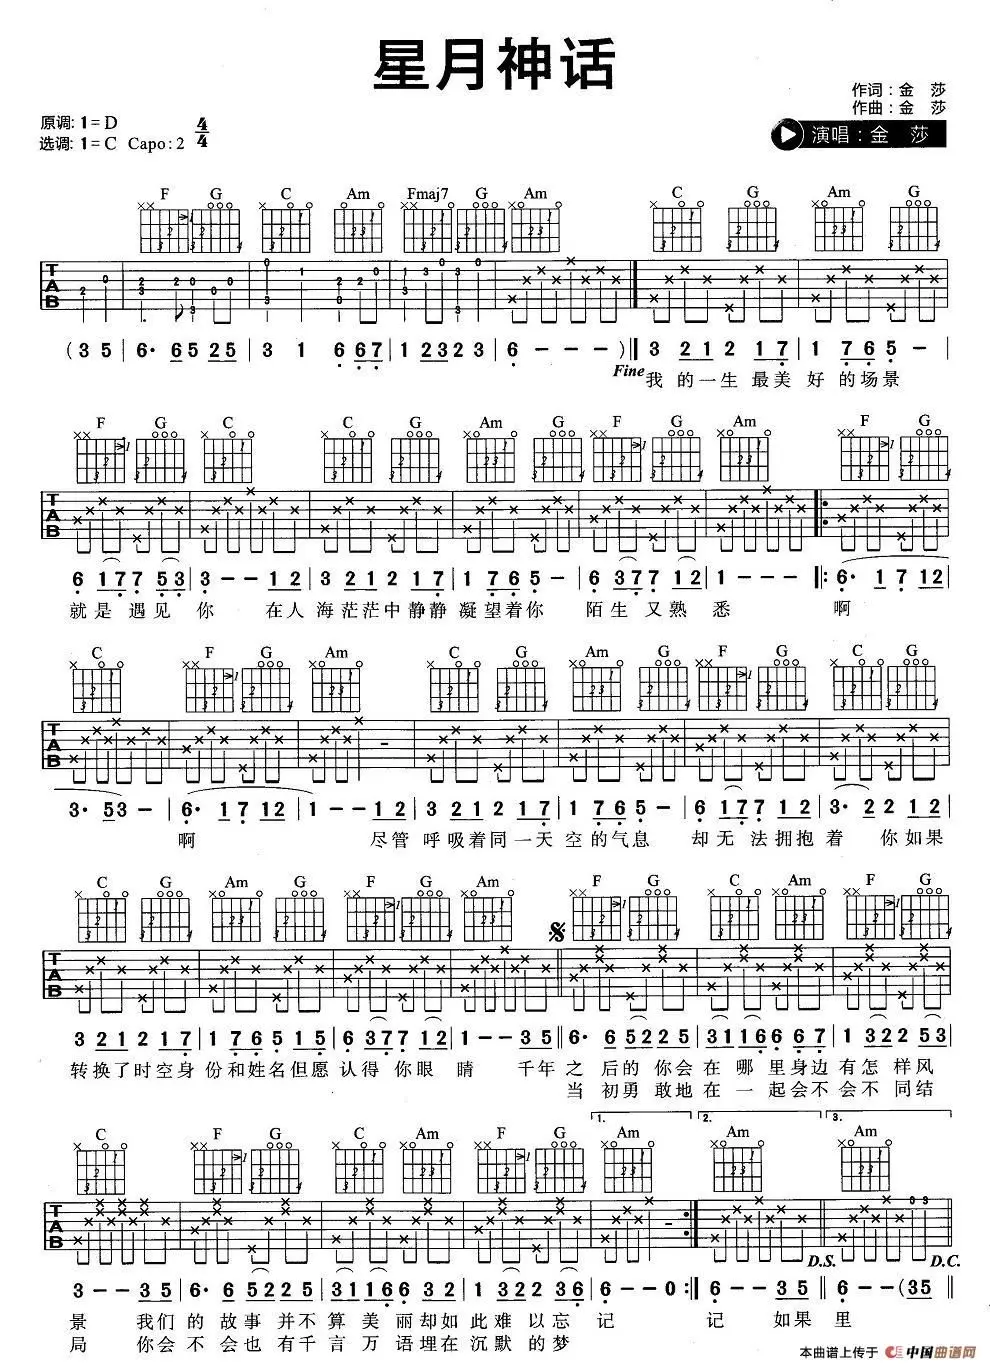 星月神话
作词：金 莎
作曲：金 莎
原调: 1=D 4/4
选调: 1=C Capo: 2
演唱：金 莎
F G C Am Fmaj7 G Am C G Am G
(3 5 | 6· 6 5 2 5 | 3 1 6 6 7 | 1 2 3 2 2 3 | 6 - - - )‖ 3 2 1 2 1 7 | 1 7 6 5 - |
Fine 我的一生最美好的场景
F G C C G Am G F G Am F G
6 1 7 7 5 3 | 3 - - 1 2 | 3 2 1 2 1 7 | 1 7 6 5 - | 6 3 7 7 1 2 | 1 - - - ‖: 6· 1 7 1 2
就是遇见你 在人海茫茫中静静凝望着你 陌生又熟悉 啊
C F G Am C G Am G F G C G
3· 5 3 - | 6· 1 7 1 2 | 1 - - 1 2 | 3 2 1 2 1 7 | 1 7 6 5 - | 6 1 7 7 1 2 | 3· 2 2 1 2
啊 尽管呼吸着同一天空的气息 却无法拥抱着 你如果
C G Am G F G Am F G C Am F G
3 2 1 2 1 7 | 1 7 6 5 1 5 | 6 3 7 7 1 2 | 1 - 3 5 ‖ 6· 6 5 2 2 5 | 3 1 1 6 6 6 7 | 1 3 2 2 5 3 |
转换了时空身份和姓名但愿认得你眼睛 千年之后的你会在哪里身边有怎样风
当初勇敢地在一起会不会不同结
1. 2. 3.
C F G C Am F G Am Am Am
D.S. D.C.
3 - - 3 5 | 6· 6 5 2 2 5 | 3 1 1 6 6 6 7 | 1 3 2 2 3 6 | 6 - - 0 :‖ 6 - - 3 5 ‖ 6 - - (3 5 ‖
景 我们的故事并不算美丽却如此难以忘记 记 如果里
局 你会不会也有千言万语埋在沉默的梦
本曲谱上传于 中国曲谱网